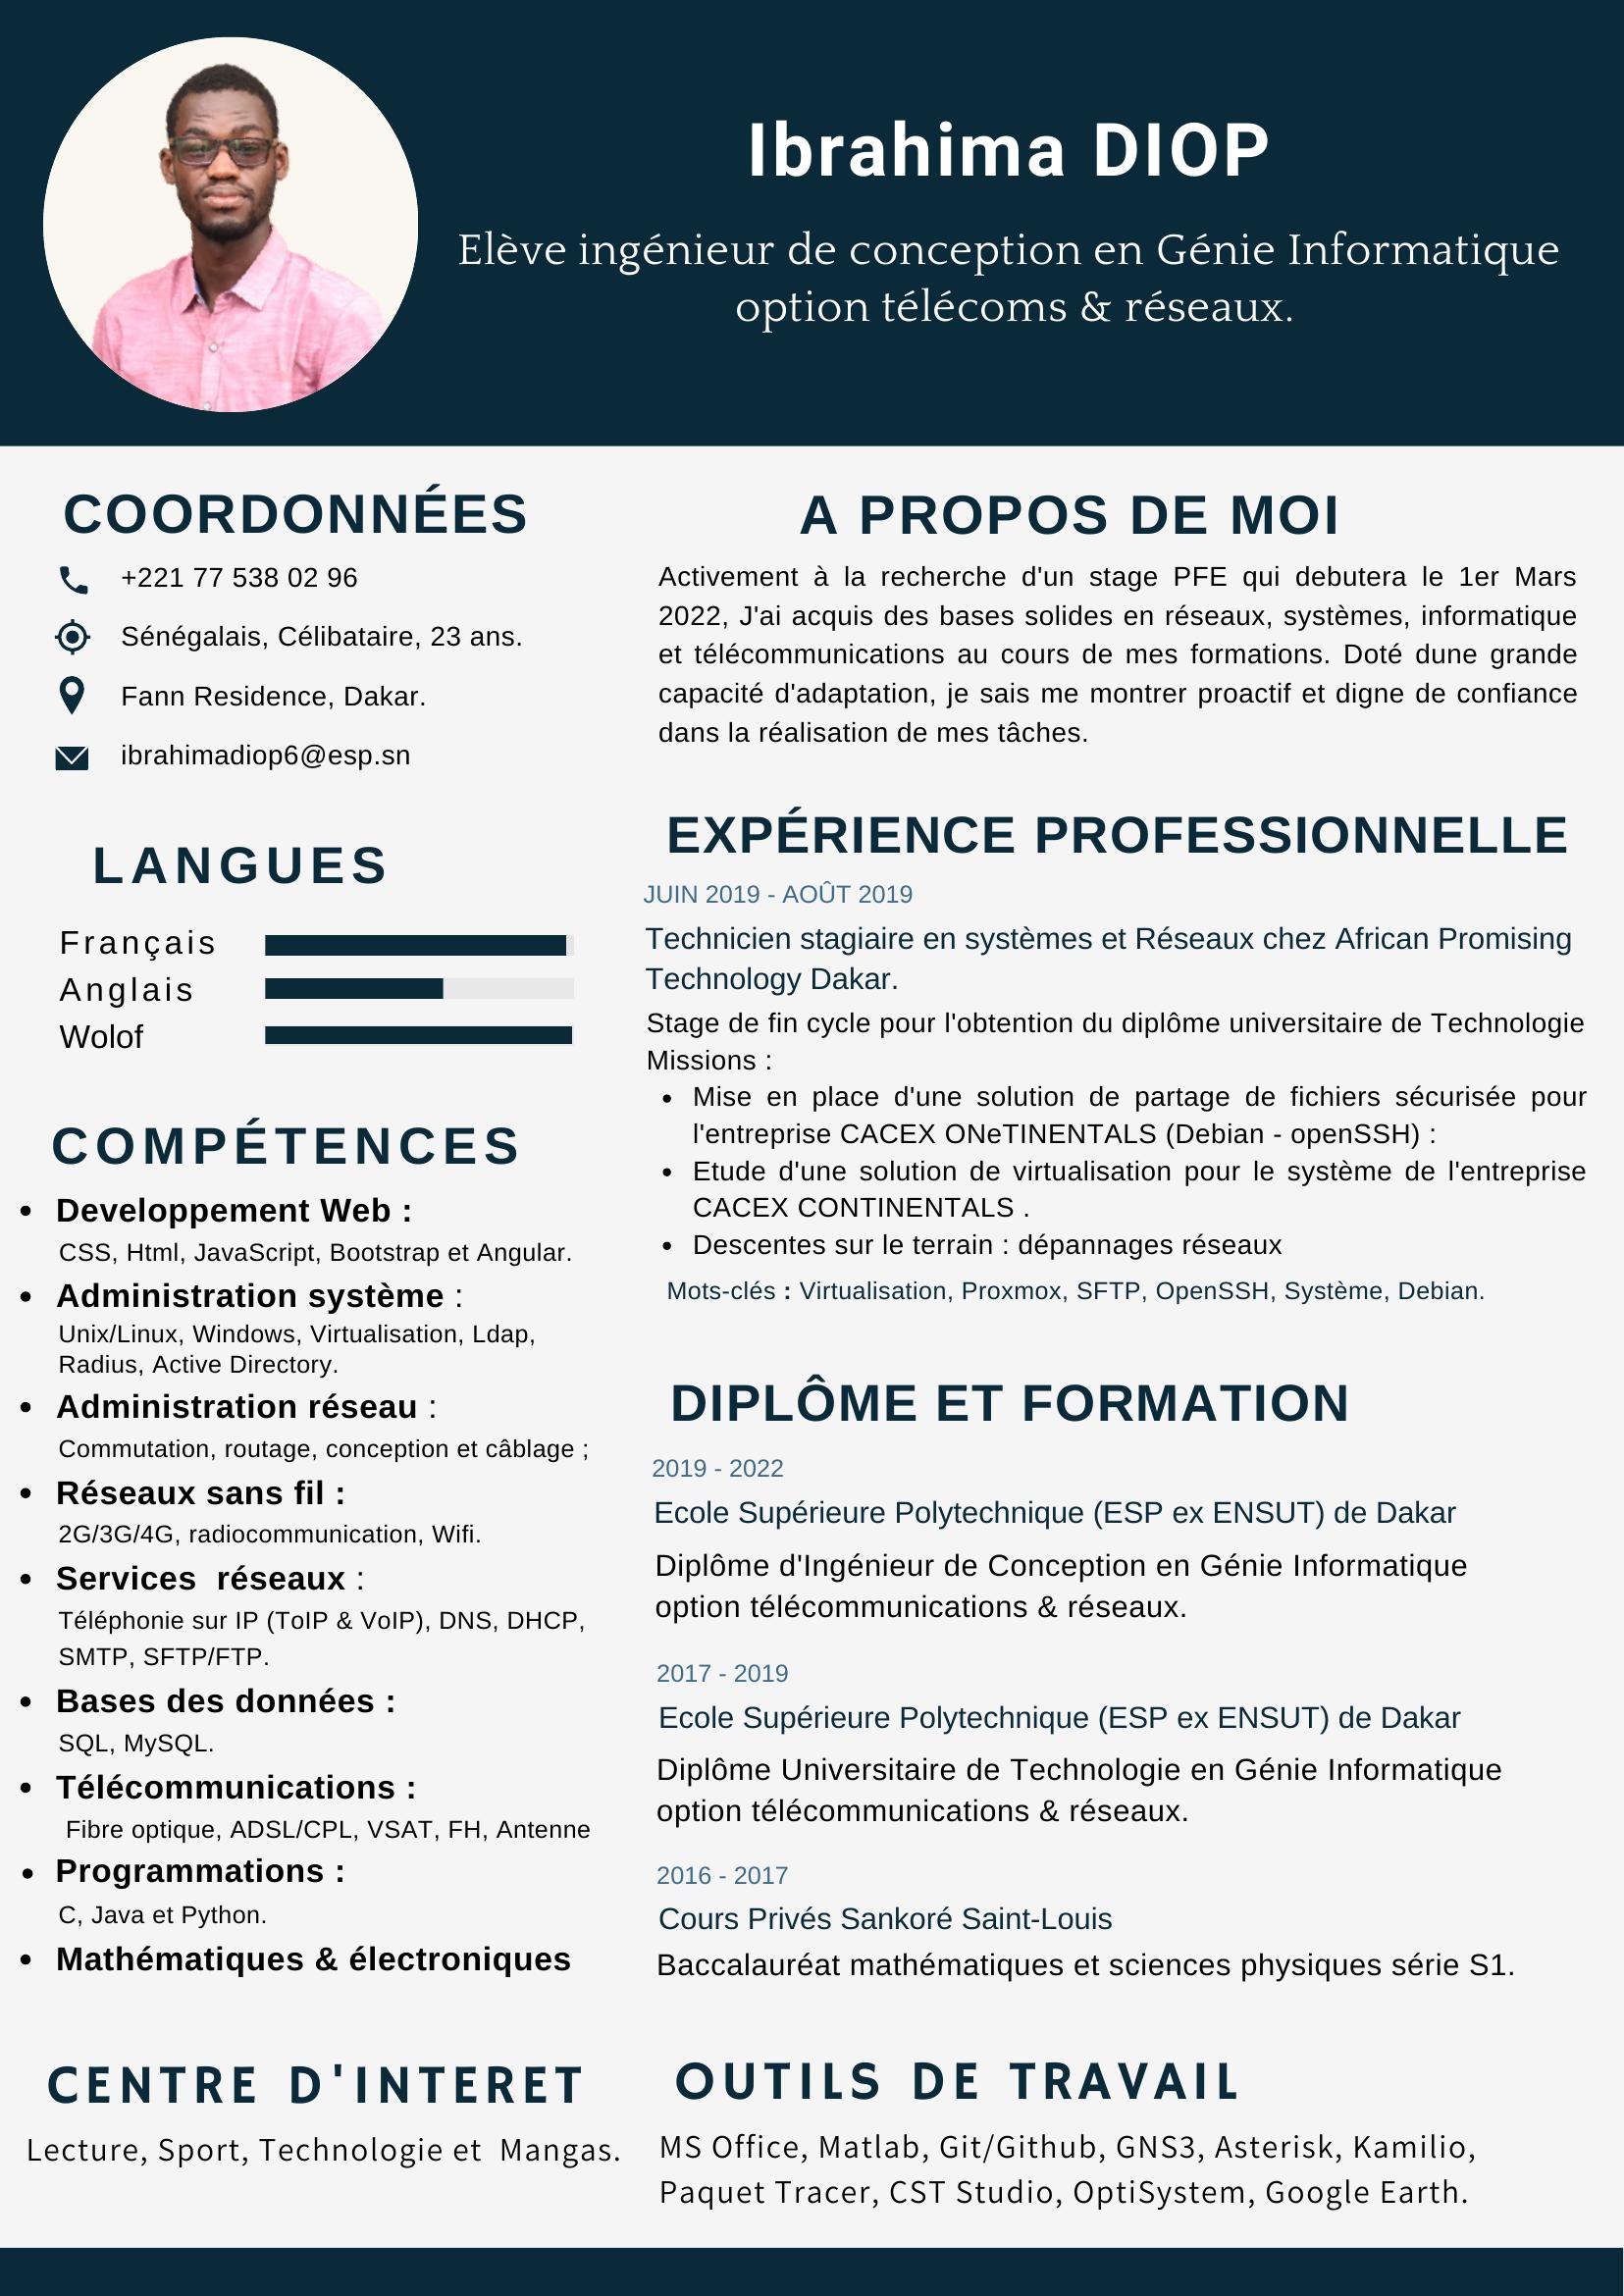 Ibrahima DIOP
Elève ingénieur de conception en Génie Informatique
option télécoms & réseaux.
COORDONNÉES
+221 77 538 02 96
Sénégalais, Célibataire, 23 ans.
Fann Residence, Dakar.
ibrahimadiop6@esp.sn
LANGUES
Français
Anglais
Wolof
COMPÉTENCES
• Developpement Web :
CSS, Html, JavaScript, Bootstrap et Angular.
• Administration système :
Unix/Linux, Windows, Virtualisation, Ldap,
Radius, Active Directory.
• Administration réseau :
Commutation, routage, conception et câblage ;
• Réseaux sans fil :
2G/3G/4G, radiocommunication, Wifi.
• Services réseaux :
Téléphonie sur IP (ToIP & VoIP), DNS, DHCP,
SMTP, SFTP/FTP.
• Bases des données :
SQL, MySQL.
• Télécommunications :
Fibre optique, ADSL/CPL, VSAT, FH, Antenne
• Programmations :
C, Java et Python.
• Mathématiques & électroniques
CENTRE D'INTERET
Lecture, Sport, Technologie et Mangas.
A PROPOS DE MOI
Activement à la recherche d'un stage PFE qui debutera le 1er Mars
2022, J'ai acquis des bases solides en réseaux, systèmes, informatique
et télécommunications au cours de mes formations. Doté dune grande
capacité d'adaptation, je sais me montrer proactif et digne de confiance
dans la réalisation de mes tâches.
EXPÉRIENCE PROFESSIONNELLE
JUIN 2019 - AOÛT 2019
Technicien stagiaire en systèmes et Réseaux chez African Promising
Technology Dakar.
Stage de fin cycle pour l'obtention du diplôme universitaire de Technologie
Missions :
• Mise en place d'une solution de partage de fichiers sécurisée pour
l'entreprise CACEX ONeTINENTALS (Debian - openSSH) :
• Etude d'une solution de virtualisation pour le système de l'entreprise
CACEX CONTINENTALS .
• Descentes sur le terrain : dépannages réseaux
Mots-clés : Virtualisation, Proxmox, SFTP, OpenSSH, Système, Debian.
DIPLÔME ET FORMATION
2019 - 2022
Ecole Supérieure Polytechnique (ESP ex ENSUT) de Dakar
Diplôme d'Ingénieur de Conception en Génie Informatique
option télécommunications & réseaux.
2017 - 2019
Ecole Supérieure Polytechnique (ESP ex ENSUT) de Dakar
Diplôme Universitaire de Technologie en Génie Informatique
option télécommunications & réseaux.
2016 - 2017
Cours Privés Sankoré Saint-Louis
Baccalauréat mathématiques et sciences physiques série S1.
OUTILS DE TRAVAIL
MS Office, Matlab, Git/Github, GNS3, Asterisk, Kamilio,
Paquet Tracer, CST Studio, OptiSystem, Google Earth.